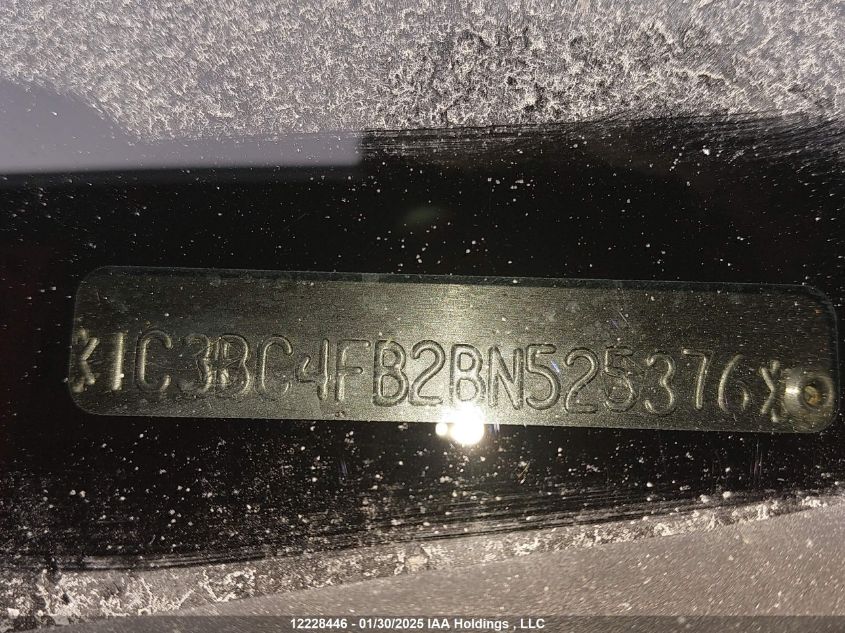 *1C3BC4FB2BN525376*
12228446 - 01/30/2025 IAA Holdings , LLC